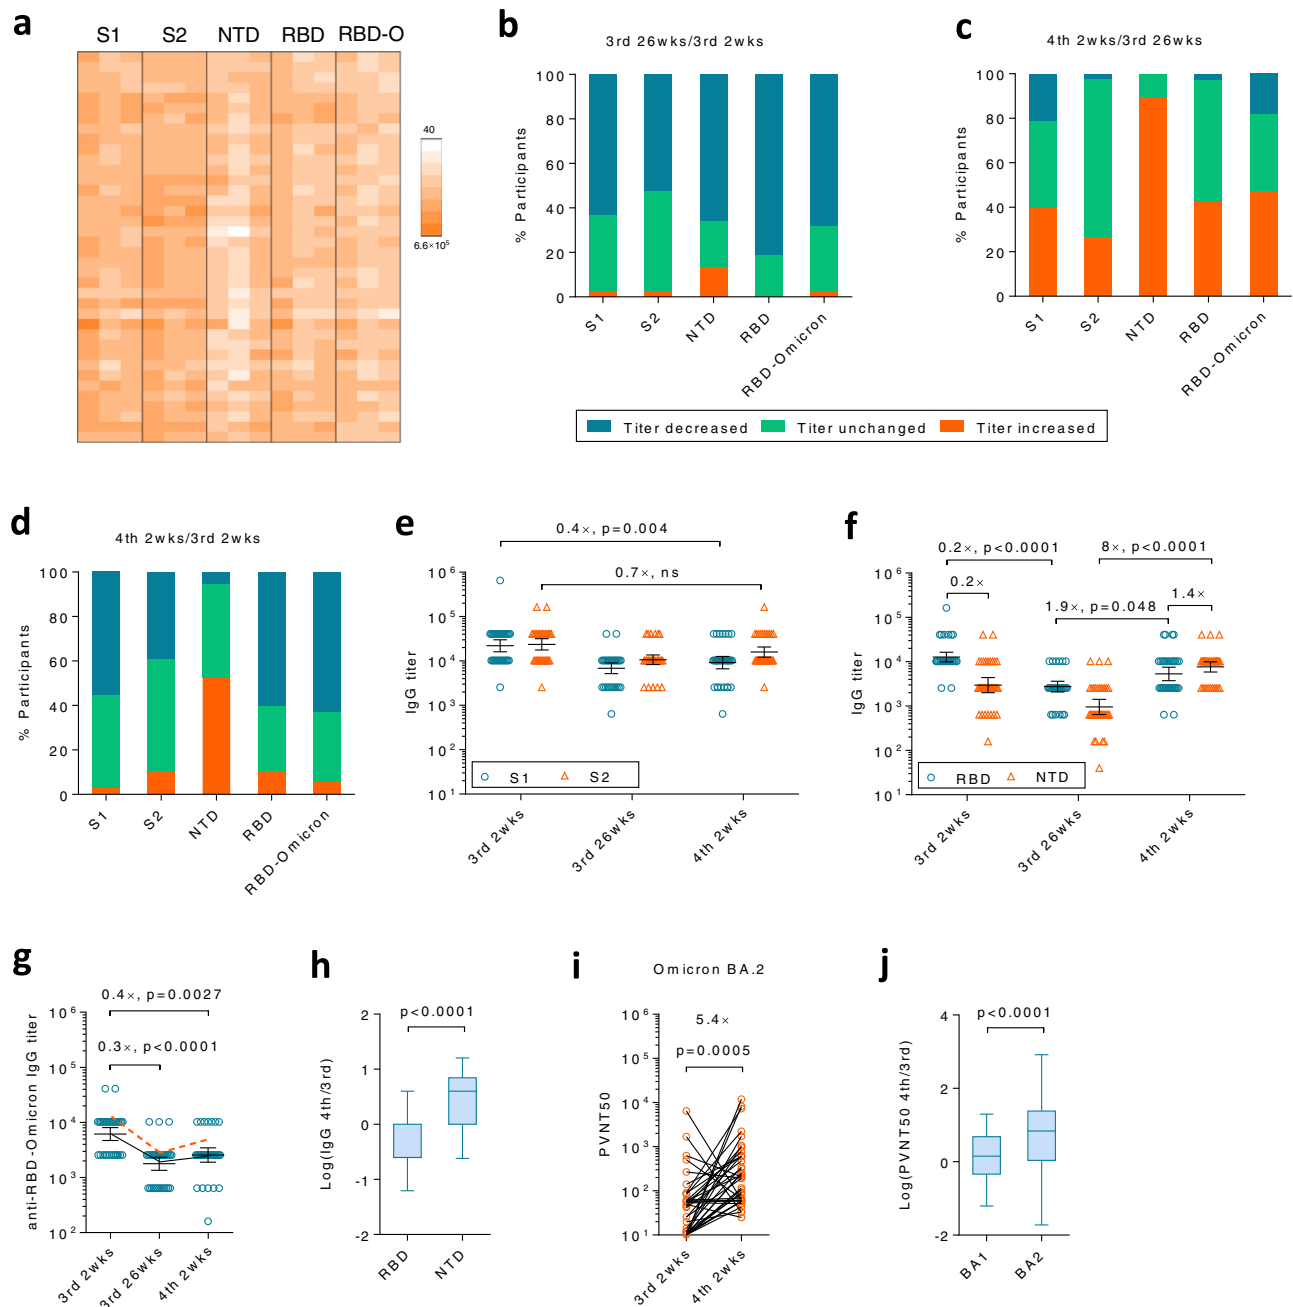 a
S1 S2 NTD RBD RBD-O
40
6.6×10⁵
b
3rd 26wks/3rd 2wks
% Participants
100
80
60
40
20
0
S1
S2
NTD
RBD
RBD-Omicron
c
4th 2wks/3rd 26wks
% Participants
100
80
60
40
20
0
S1
S2
NTD
RBD
RBD-Omicron
Titer decreased Titer unchanged Titer increased
d
4th 2wks/3rd 2wks
% Participants
100
80
60
40
20
0
S1
S2
NTD
RBD
RBD-Omicron
e
0.4×, p=0.004
0.7×, ns
IgG titer
10⁶
10⁵
10⁴
10³
10²
10¹
S1 S2
3rd 2wks
3rd 26wks
4th 2wks
f
0.2×, p<0.0001
8×, p<0.0001
0.2×
1.9×, p=0.048
1.4×
IgG titer
10⁶
10⁵
10⁴
10³
10²
10¹
RBD NTD
3rd 2wks
3rd 26wks
4th 2wks
g
0.4×, p=0.0027
0.3×, p<0.0001
anti-RBD-Omicron IgG titer
10⁶
10⁵
10⁴
10³
10²
3rd 2wks
3rd 26wks
4th 2wks
h
p<0.0001
Log(IgG 4th/3rd)
2
1
0
-1
-2
RBD
NTD
i
Omicron BA.2
5.4×
p=0.0005
PVNT50
10⁶
10⁵
10⁴
10³
10²
10¹
3rd 2wks
4th 2wks
j
p<0.0001
Log(PVNT50 4th/3rd)
4
2
0
-2
BA1
BA2